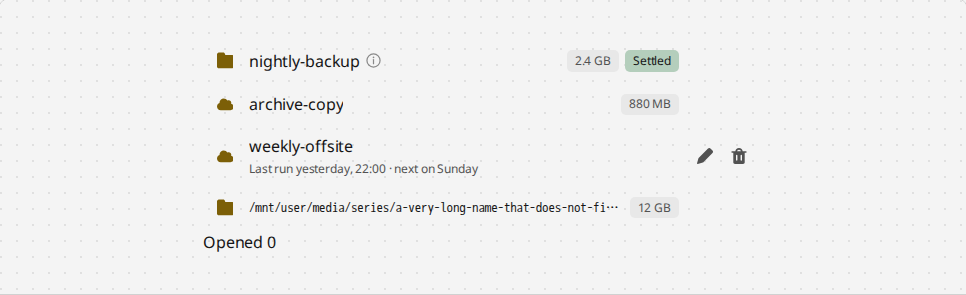 nightly-backup 2.4 GB Settled
archive-copy 880 MB
weekly-offsite
Last run yesterday, 22:00 · next on Sunday
/mnt/user/media/series/a-very-long-name-that-does-not-fi… 12 GB
Opened 0